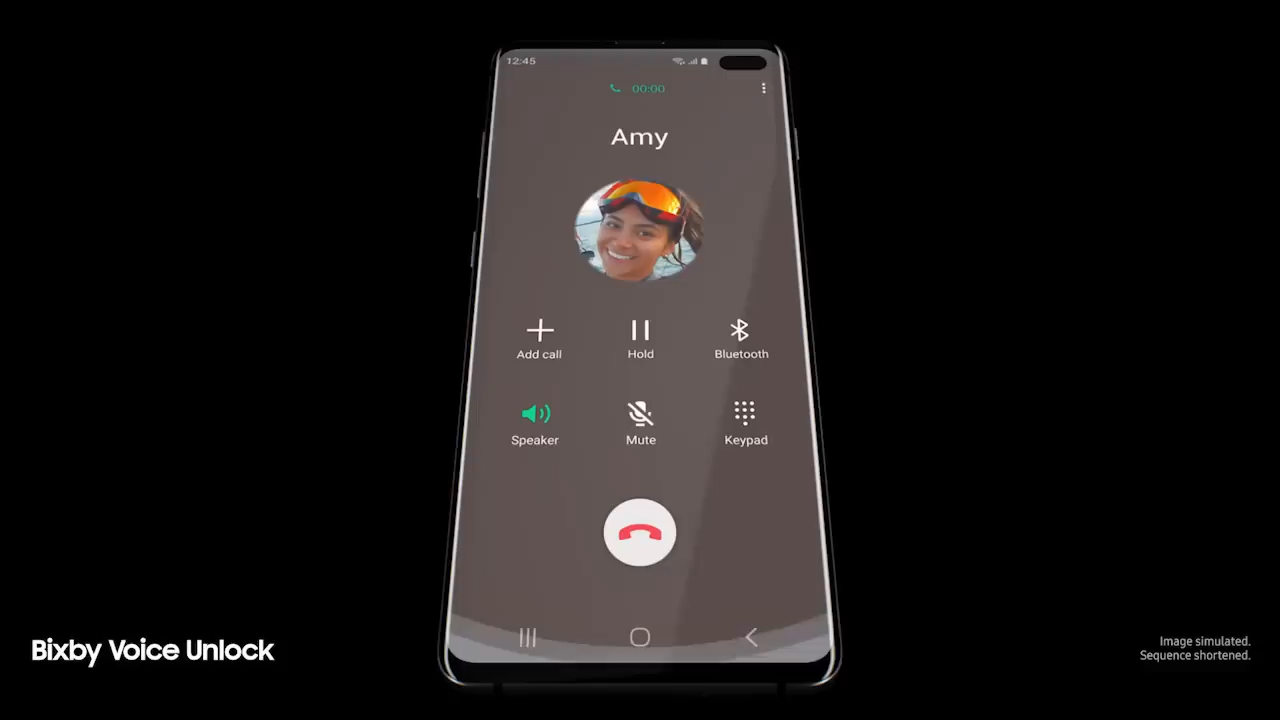 12:45
00:00
Amy
Add call
Hold
Bluetooth
Speaker
Mute
Keypad
Bixby Voice Unlock
Image simulated.
Sequence shortened.